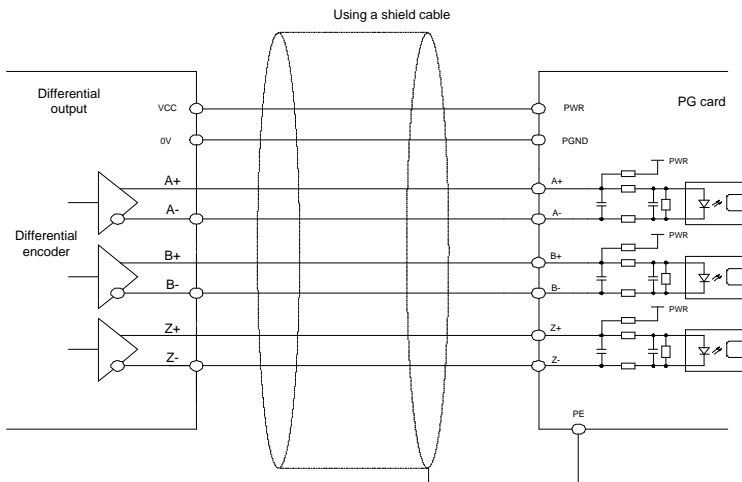 Using a shield cable
Differential
output
PG card
VCC
PWR
0V
PGND
PWR
A+
A+
A-
A-
Differential
encoder
PWR
B+
B+
B-
B-
PWR
Z+
Z+
Z-
Z-
PE